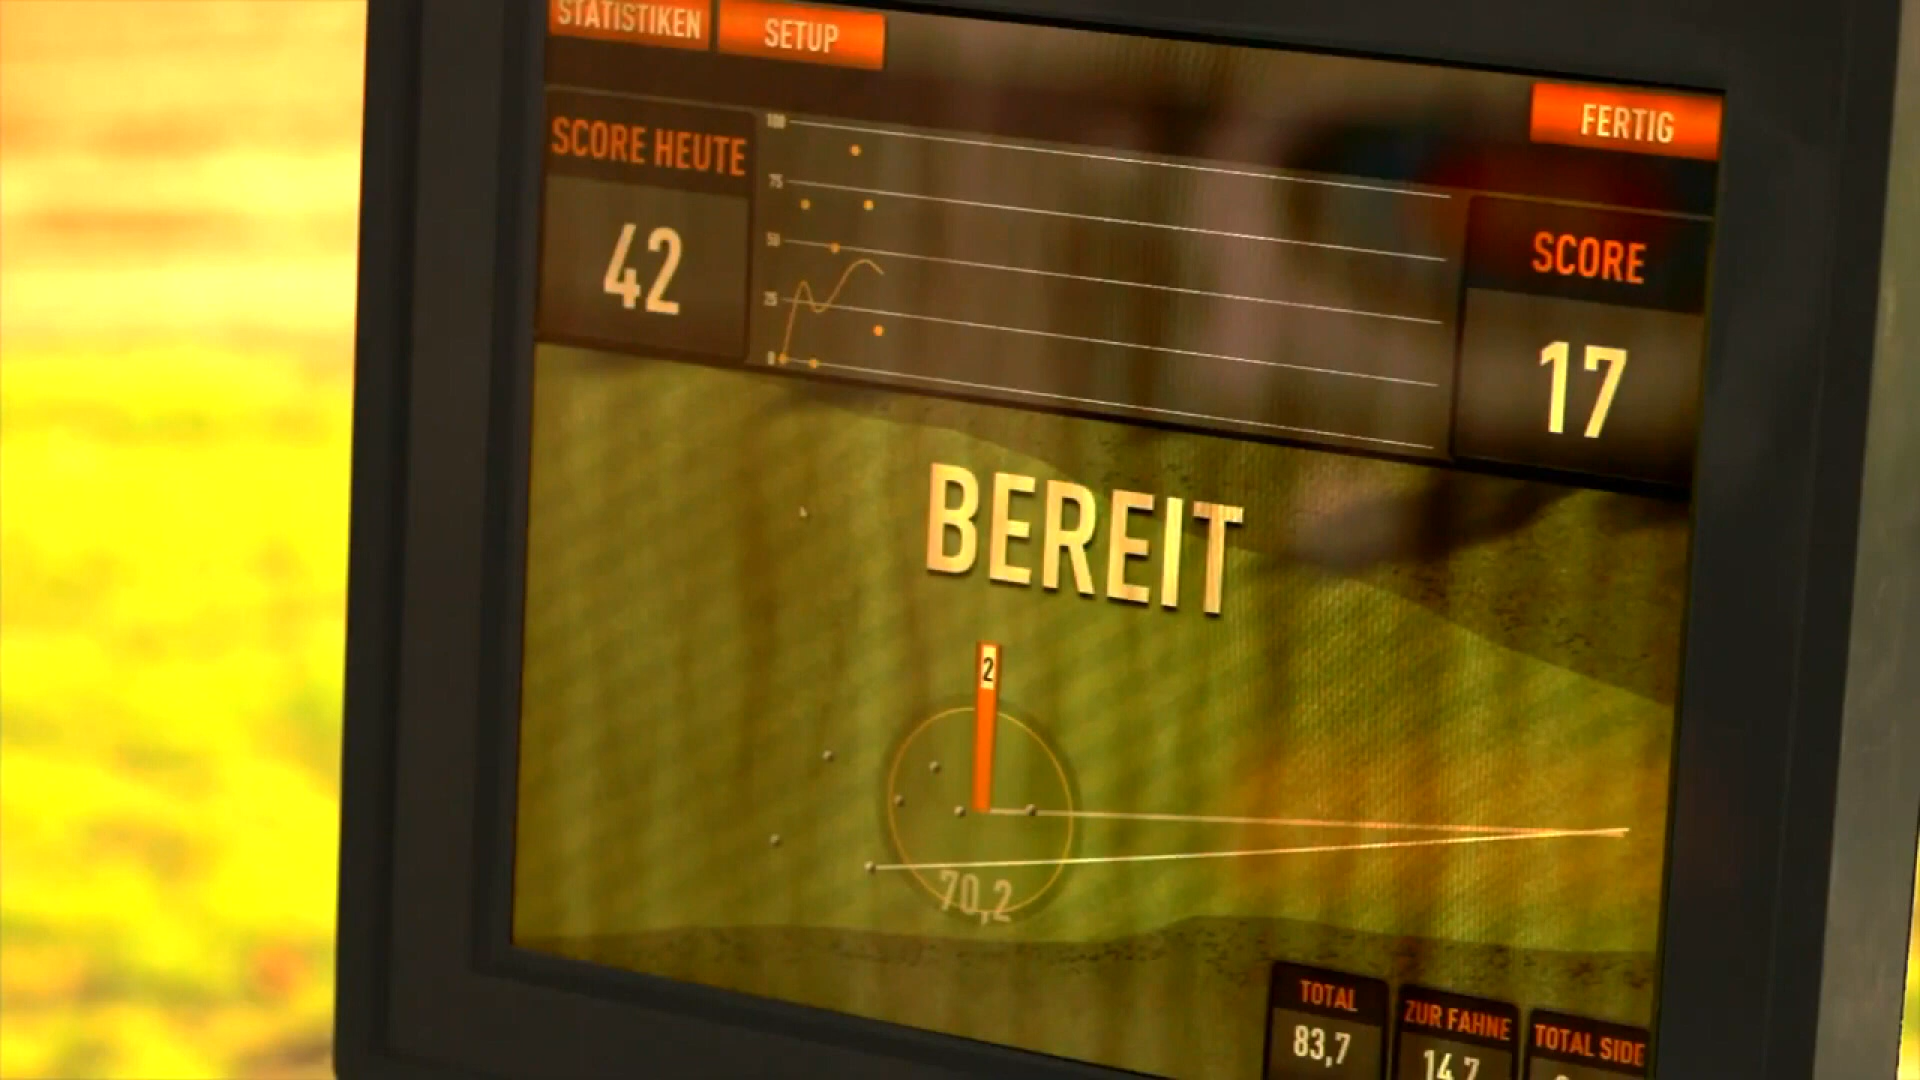 STATISTIKEN
SETUP
FERTIG
SCORE HEUTE
42
100
75
50
25
0
SCORE
17
BEREIT
2
70,2
TOTAL
83,7
ZUR FAHNE
14,7
TOTAL SIDE